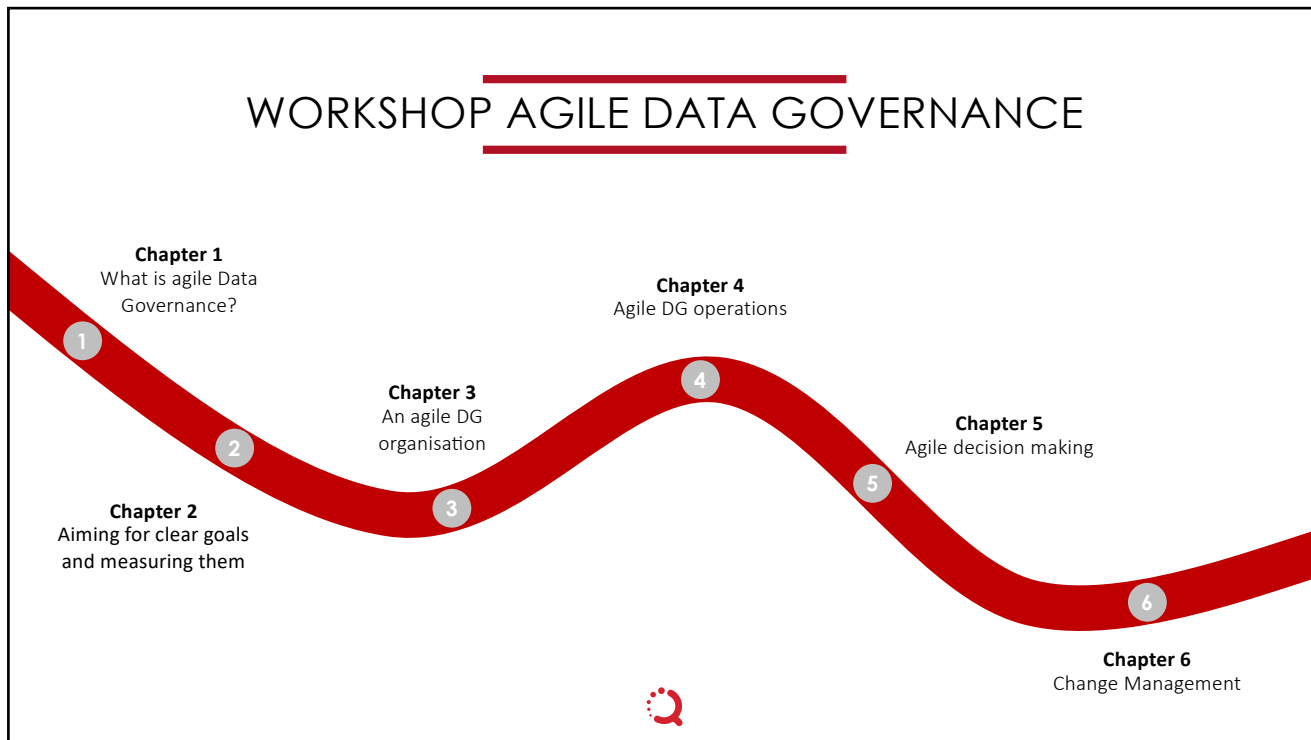 WORKSHOP AGILE DATA GOVERNANCE
Chapter 1
What is agile Data
Governance?
1
2
Chapter 2
Aiming for clear goals
and measuring them
Chapter 3
An agile DG
organisation
3
Chapter 4
Agile DG operations
4
Chapter 5
Agile decision making
5
6
Chapter 6
Change Management